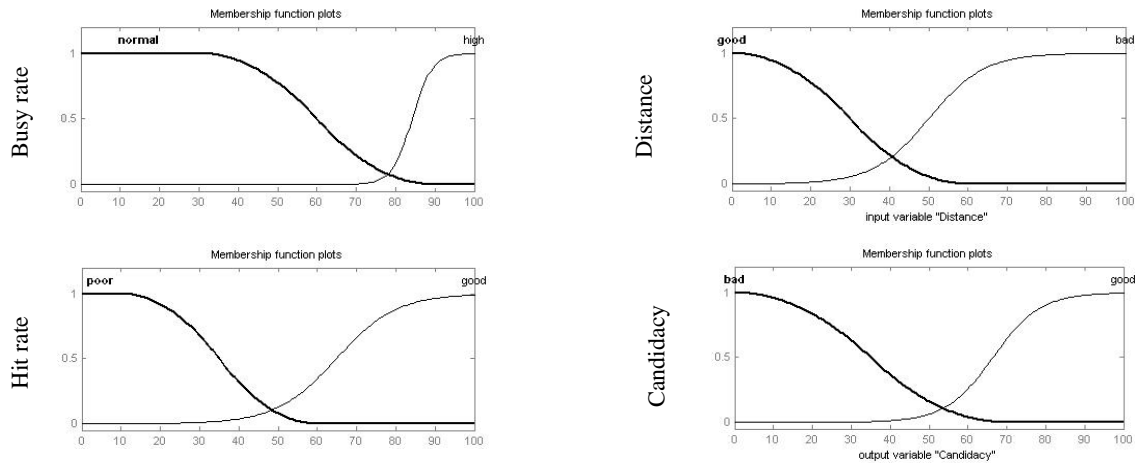 Membership function plots
normal high
1
0.5
0
0 10 20 30 40 50 60 70 80 90 100
Busy rate
Membership function plots
good bad
1
0.5
0
0 10 20 30 40 50 60 70 80 90 100
input variable "Distance"
Distance
Membership function plots
poor good
1
0.5
0
0 10 20 30 40 50 60 70 80 90 100
Hit rate
Membership function plots
bad good
1
0.5
0
0 10 20 30 40 50 60 70 80 90 100
output variable "Candidacy"
Candidacy